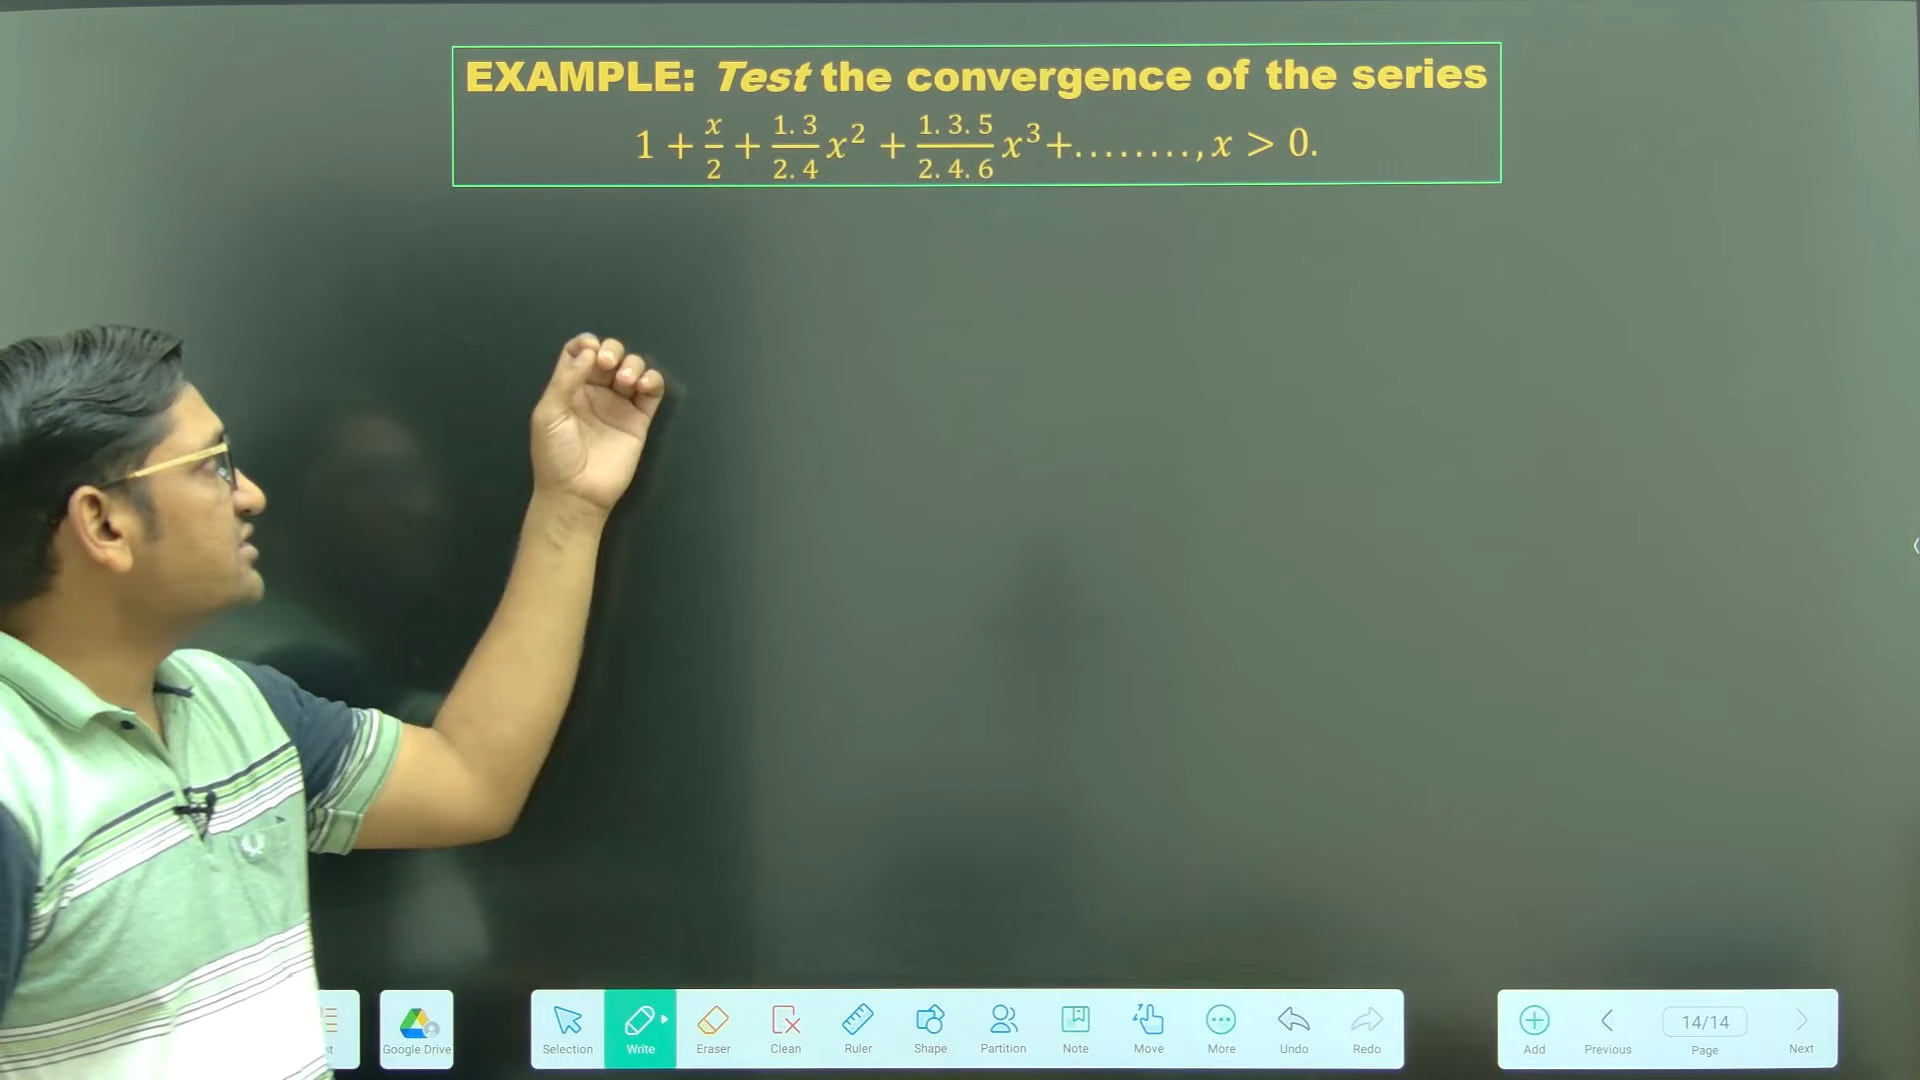 EXAMPLE: Test the convergence of the series
1 + x/2 + 1. 3/2. 4 x² + 1. 3. 5/2. 4. 6 x³+........, x > 0.
Google Drive
Selection Write Eraser Clean Ruler Shape Partition Note Move More Undo Redo
Add Previous 14/14 Page Next